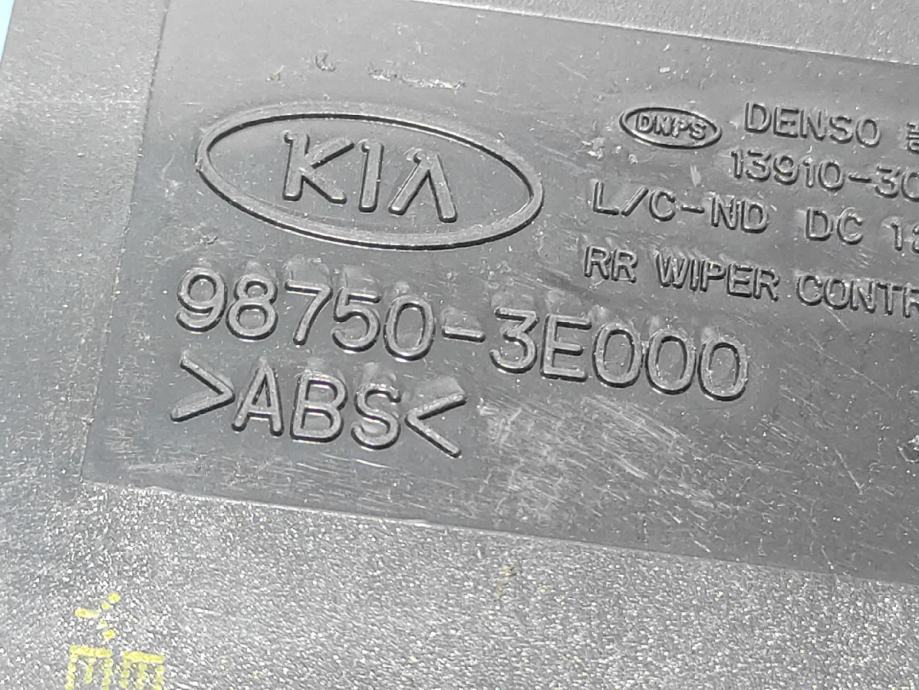 KIA
98750-3E000
>ABS<
DNPS DENSO
13910-30
L/C-ND DC
RR WIPER CONTR